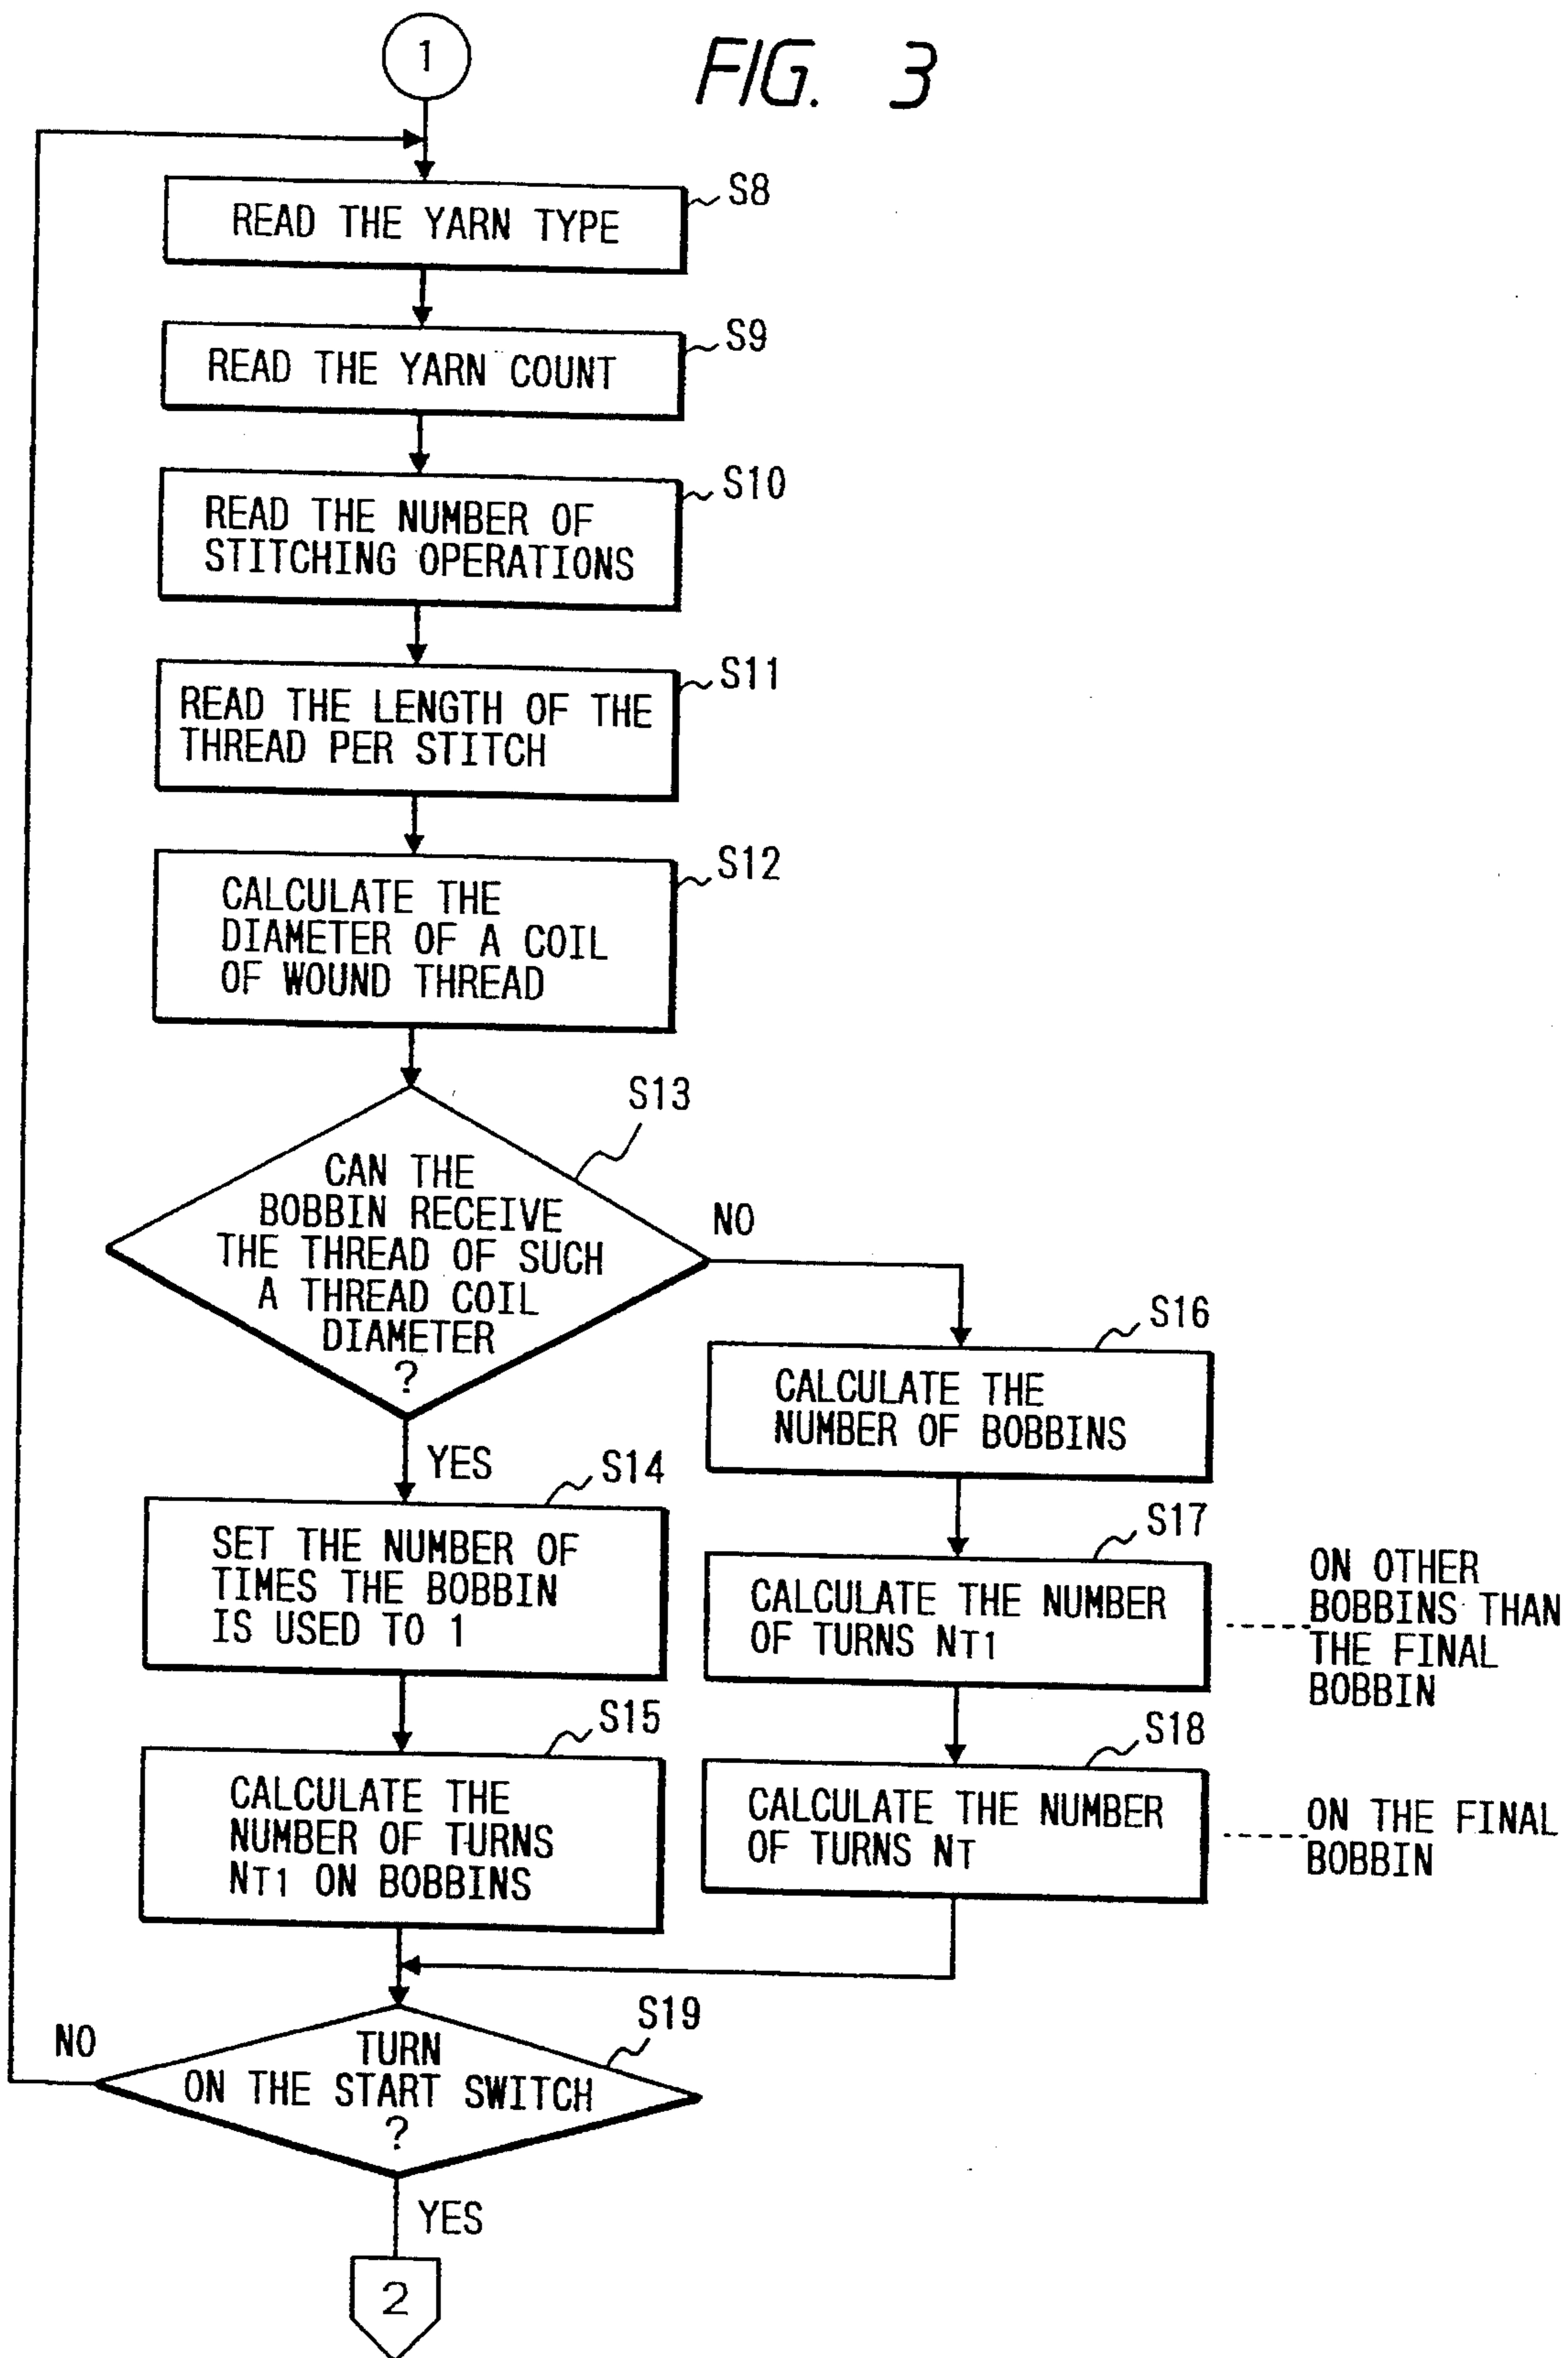 1
FIG. 3
S8
READ THE YARN TYPE
S9
READ THE YARN COUNT
S10
READ THE NUMBER OF
STITCHING OPERATIONS
S11
READ THE LENGTH OF THE
THREAD PER STITCH
S12
CALCULATE THE
DIAMETER OF A COIL
OF WOUND THREAD
S13
CAN THE
BOBBIN RECEIVE
THE THREAD OF SUCH
A THREAD COIL
DIAMETER
?
NO
YES
S14
SET THE NUMBER OF
TIMES THE BOBBIN
IS USED TO 1
S15
CALCULATE THE
NUMBER OF TURNS
NT1 ON BOBBINS
S16
CALCULATE THE
NUMBER OF BOBBINS
S17
CALCULATE THE NUMBER
OF TURNS NT1
ON OTHER
BOBBINS THAN
THE FINAL
BOBBIN
S18
CALCULATE THE NUMBER
OF TURNS NT
ON THE FINAL
BOBBIN
S19
TURN
ON THE START SWITCH
?
NO
YES
2